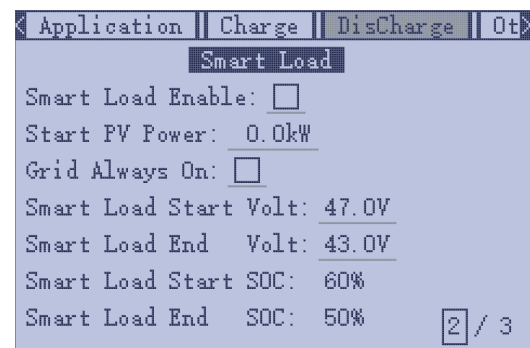 Application Charge DisCharge Ot
Smart Load
Smart Load Enable:
Start PV Power: 0.0kW
Grid Always On:
Smart Load Start Volt: 47.0V
Smart Load End Volt: 43.0V
Smart Load Start SOC: 60%
Smart Load End SOC: 50%
2 / 3